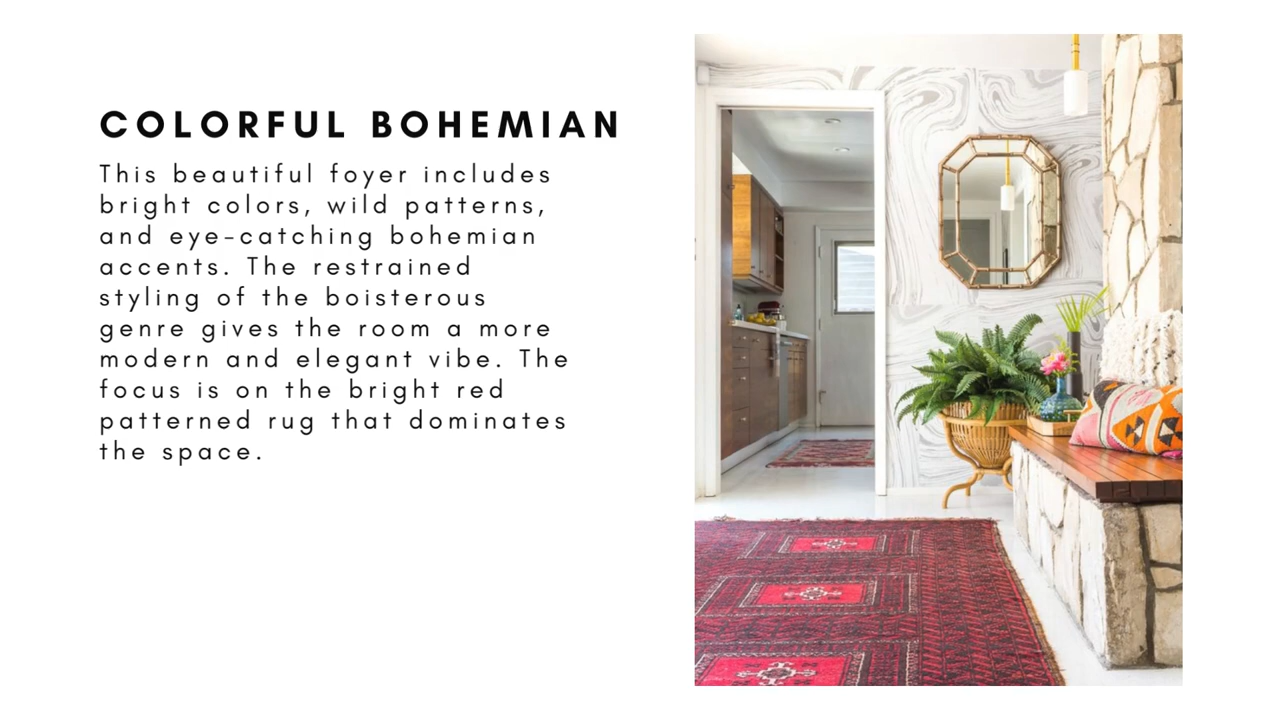 COLORFUL BOHEMIAN
This beautiful foyer includes
bright colors, wild patterns,
and eye-catching bohemian
accents. The restrained
styling of the boisterous
genre gives the room a more
modern and elegant vibe. The
focus is on the bright red
patterned rug that dominates
the space.